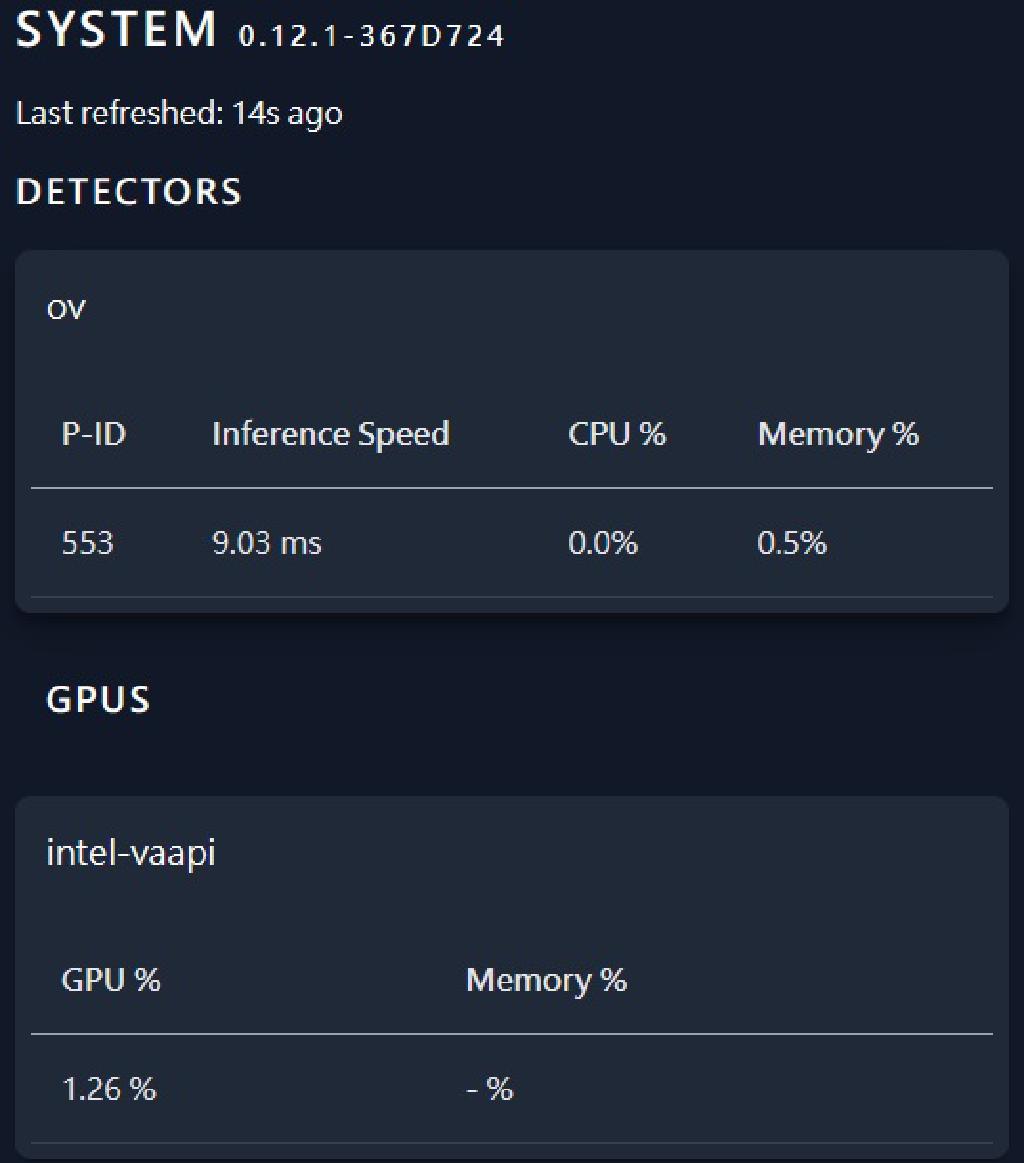 SYSTEM 0.12.1-367D724
Last refreshed: 14s ago
DETECTORS
ov
P-ID Inference Speed CPU % Memory %
553 9.03 ms 0.0% 0.5%
GPUS
intel-vaapi
GPU % Memory %
1.26 % - %